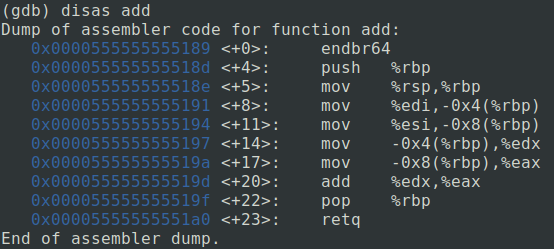 (gdb) disas add
Dump of assembler code for function add:
   0x0000555555555189 <+0>:     endbr64
   0x000055555555518d <+4>:     push   %rbp
   0x000055555555518e <+5>:     mov    %rsp,%rbp
   0x0000555555555191 <+8>:     mov    %edi,-0x4(%rbp)
   0x0000555555555194 <+11>:    mov    %esi,-0x8(%rbp)
   0x0000555555555197 <+14>:    mov    -0x4(%rbp),%edx
   0x000055555555519a <+17>:    mov    -0x8(%rbp),%eax
   0x000055555555519d <+20>:    add    %edx,%eax
   0x000055555555519f <+22>:    pop    %rbp
   0x00005555555551a0 <+23>:    retq
End of assembler dump.